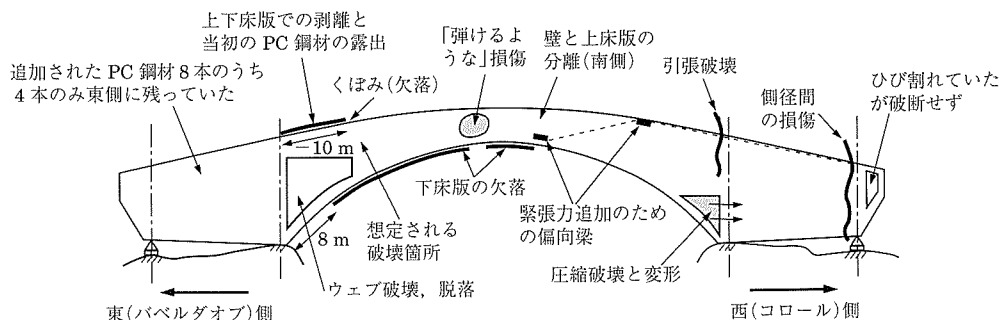 上下床版での剥離と
当初の PC 鋼材の露出
追加された PC 鋼材 8 本のうち
4 本のみ東側に残っていた
くぼみ(欠落)
「弾けるよ
うな」損傷
壁と上床版の
分離(南側)
引張破壊
側径間
の損傷
ひび割れていた
が破断せず
−10 m
下床版の欠落
8 m
想定される
破壊箇所
ウェブ破壊，脱落
緊張力追加のため
の偏向梁
圧縮破壊と変形
東(バベルダオブ)側
西(コロール)側